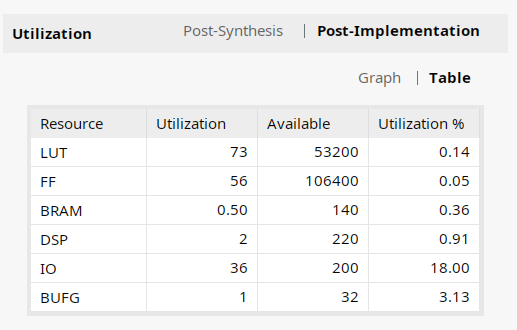 Utilization Post-Synthesis | Post-Implementation
Graph | Table
Resource Utilization Available Utilization %
LUT 73 53200 0.14
FF 56 106400 0.05
BRAM 0.50 140 0.36
DSP 2 220 0.91
IO 36 200 18.00
BUFG 1 32 3.13